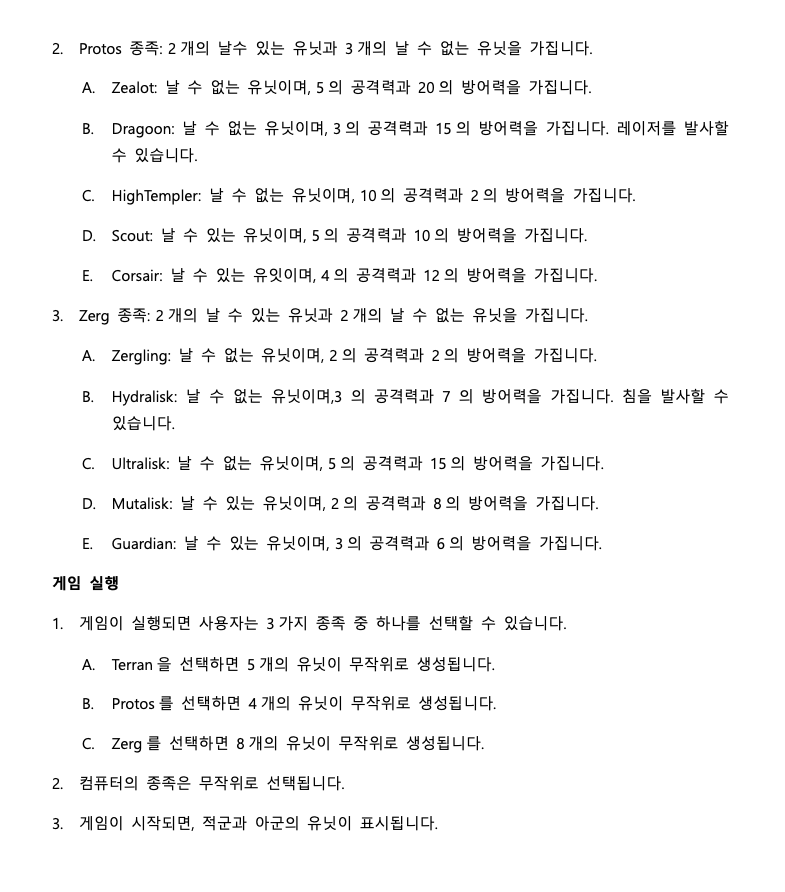 2. Protos 종족: 2 개의 날수 있는 유닛과 3 개의 날 수 없는 유닛을 가집니다.
A. Zealot: 날 수 없는 유닛이며, 5 의 공격력과 20 의 방어력을 가집니다.
B. Dragoon: 날 수 없는 유닛이며, 3 의 공격력과 15 의 방어력을 가집니다. 레이저를 발사할
수 있습니다.
C. HighTempler: 날 수 없는 유닛이며, 10 의 공격력과 2 의 방어력을 가집니다.
D. Scout: 날 수 있는 유닛이며, 5 의 공격력과 10 의 방어력을 가집니다.
E. Corsair: 날 수 있는 유잇이며, 4 의 공격력과 12 의 방어력을 가집니다.
3. Zerg 종족: 2 개의 날 수 있는 유닛과 2 개의 날 수 없는 유닛을 가집니다.
A. Zergling: 날 수 없는 유닛이며, 2 의 공격력과 2 의 방어력을 가집니다.
B. Hydralisk: 날 수 없는 유닛이며,3 의 공격력과 7 의 방어력을 가집니다. 침을 발사할 수
있습니다.
C. Ultralisk: 날 수 없는 유닛이며, 5 의 공격력과 15 의 방어력을 가집니다.
D. Mutalisk: 날 수 있는 유닛이며, 2 의 공격력과 8 의 방어력을 가집니다.
E. Guardian: 날 수 있는 유닛이며, 3 의 공격력과 6 의 방어력을 가집니다.
게임 실행
1. 게임이 실행되면 사용자는 3 가지 종족 중 하나를 선택할 수 있습니다.
A. Terran 을 선택하면 5 개의 유닛이 무작위로 생성됩니다.
B. Protos 를 선택하면 4 개의 유닛이 무작위로 생성됩니다.
C. Zerg 를 선택하면 8 개의 유닛이 무작위로 생성됩니다.
2. 컴퓨터의 종족은 무작위로 선택됩니다.
3. 게임이 시작되면, 적군과 아군의 유닛이 표시됩니다.